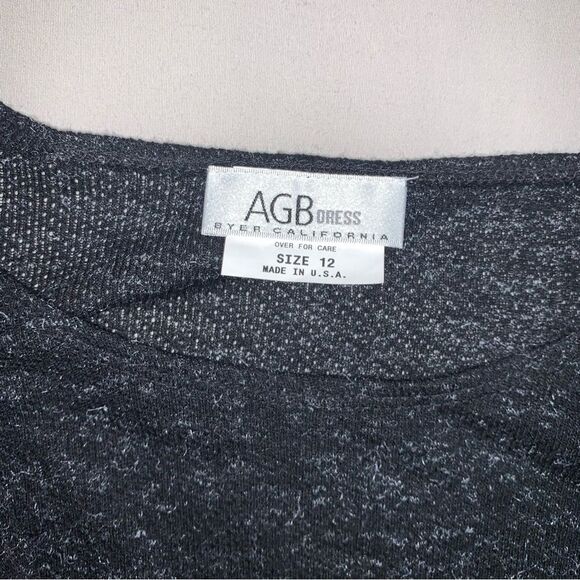 AGB DRESS
BYER CALIFORNIA
OVER FOR CARE
SIZE 12
MADE IN U.S.A.